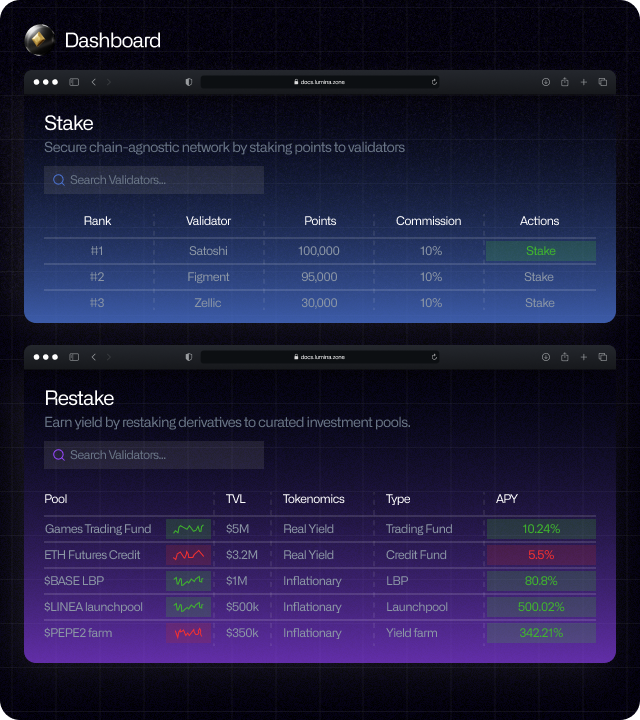 Dashboard
docs.lumina.zone
Stake
Secure chain-agnostic network by staking points to validators
Search Validators...
Rank Validator Points Commission Actions
#1 Satoshi 100,000 10% Stake
#2 Figment 95,000 10% Stake
#3 Zellic 30,000 10% Stake
docs.lumina.zone
Restake
Earn yield by restaking derivatives to curated investment pools.
Search Validators...
Pool TVL Tokenomics Type APY
Games Trading Fund $5M Real Yield Trading Fund 10.24%
ETH Futures Credit $3.2M Real Yield Credit Fund 5.5%
$BASE LBP $1M Inflationary LBP 80.8%
$LINEA launchpool $500k Inflationary Launchpool 500.02%
$PEPE2 farm $350k Inflationary Yield farm 342.21%